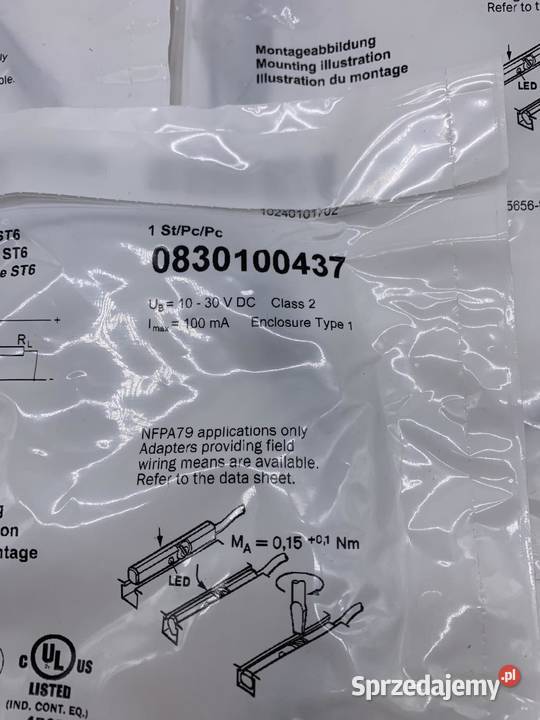 Refer to t
Montageabbildung
Mounting illustration
Illustration du montage
LED
ly
ole.
10240101702
5656-
1 St/Pc/Pc
0830100437
ST6
ST6
e ST6
UB = 10 - 30 V DC Class 2
Imax = 100 mA Enclosure Type 1
RL
NFPA79 applications only
Adapters providing field
wiring means are available.
Refer to the data sheet.
g
on
ntage
MA = 0,15 +0,1 Nm
LED
C UL US
LISTED
(IND. CONT. EQ.)
Sprzedajemy.pl